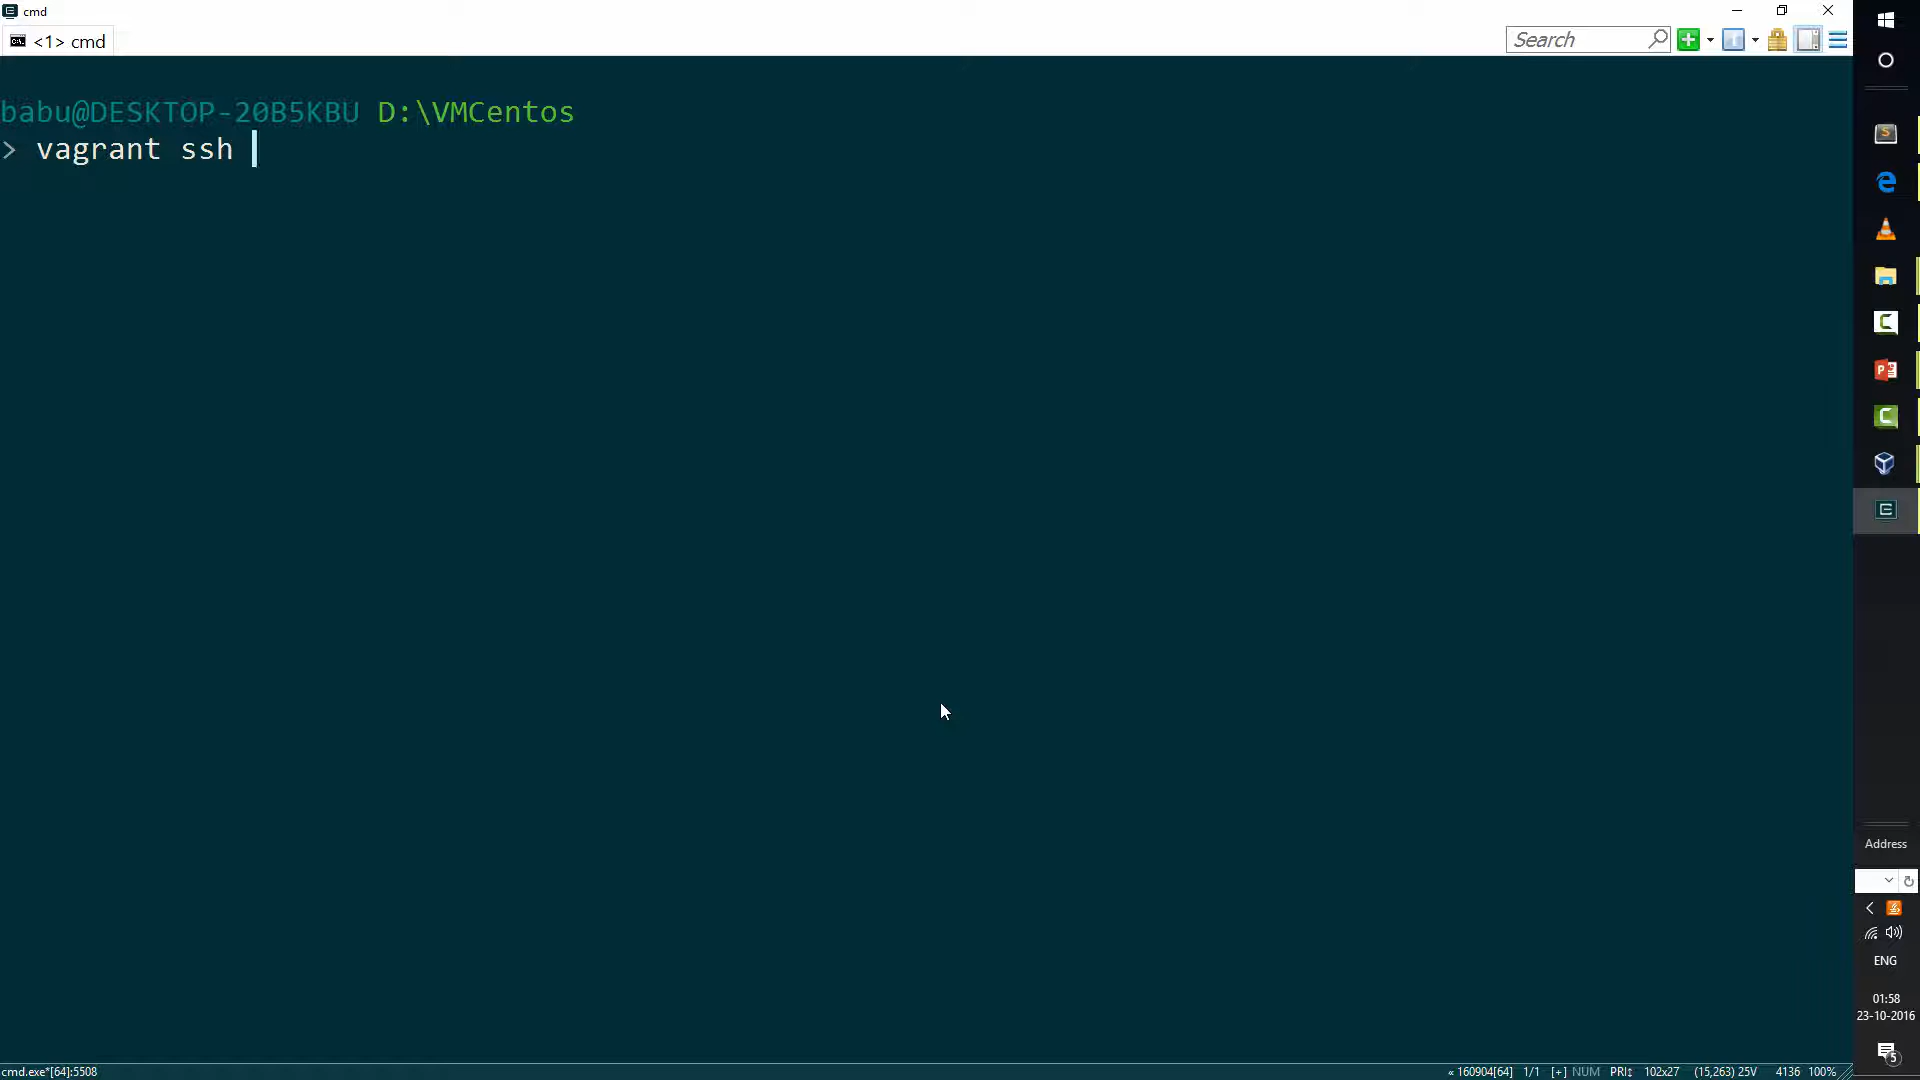 cmd
<1> cmd
Search
babu@DESKTOP-20B5KBU D:\VMCentos
> vagrant ssh
Address
ENG
01:58
23-10-2016
5
cmd.exe*[64]:5508
« 160904[64] 1/1 [+] NUM PRI↕ 102x27 (15,263) 25V 4136 100%